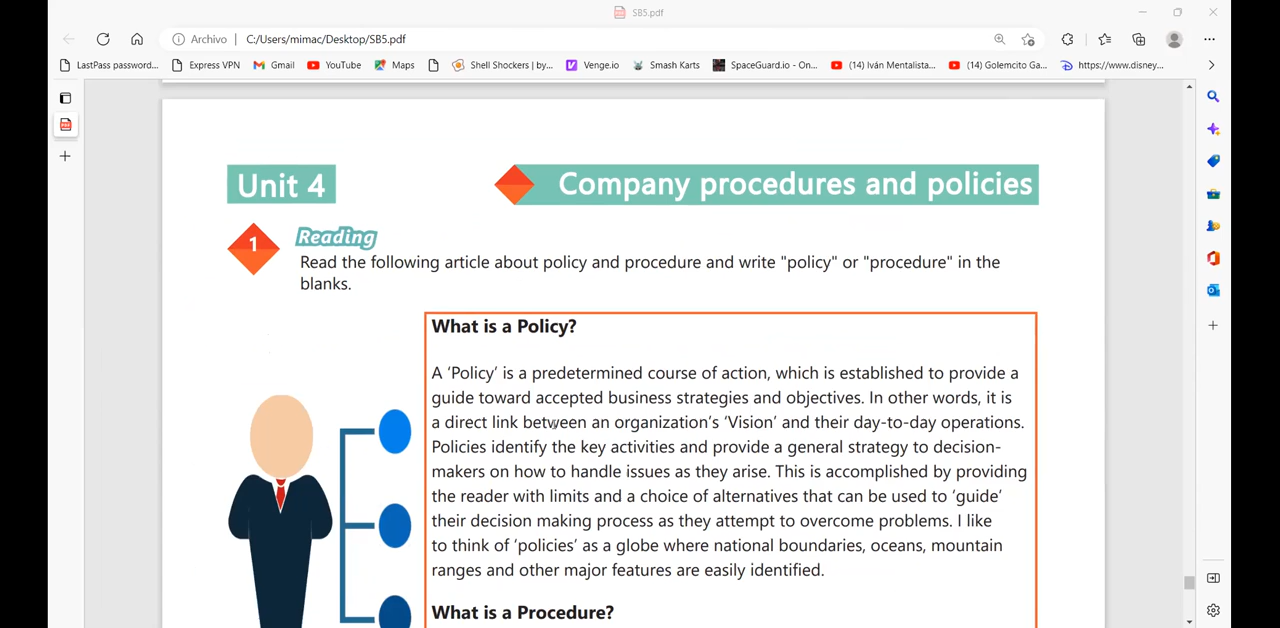 SB5.pdf
Archivo | C:/Users/mimac/Desktop/SB5.pdf
LastPass password... Express VPN Gmail YouTube Maps Shell Shockers | by... Venge.io Smash Karts SpaceGuard.io - On... (14) Iván Mentalista... (14) Golemcito Ga... https://www.disney...
Unit 4
Company procedures and policies
1
Reading
Read the following article about policy and procedure and write "policy" or "procedure" in the
blanks.
What is a Policy?
A ‘Policy’ is a predetermined course of action, which is established to provide a
guide toward accepted business strategies and objectives. In other words, it is
a direct link between an organization’s ‘Vision’ and their day-to-day operations.
Policies identify the key activities and provide a general strategy to decision-
makers on how to handle issues as they arise. This is accomplished by providing
the reader with limits and a choice of alternatives that can be used to ‘guide’
their decision making process as they attempt to overcome problems. I like
to think of ‘policies’ as a globe where national boundaries, oceans, mountain
ranges and other major features are easily identified.
What is a Procedure?